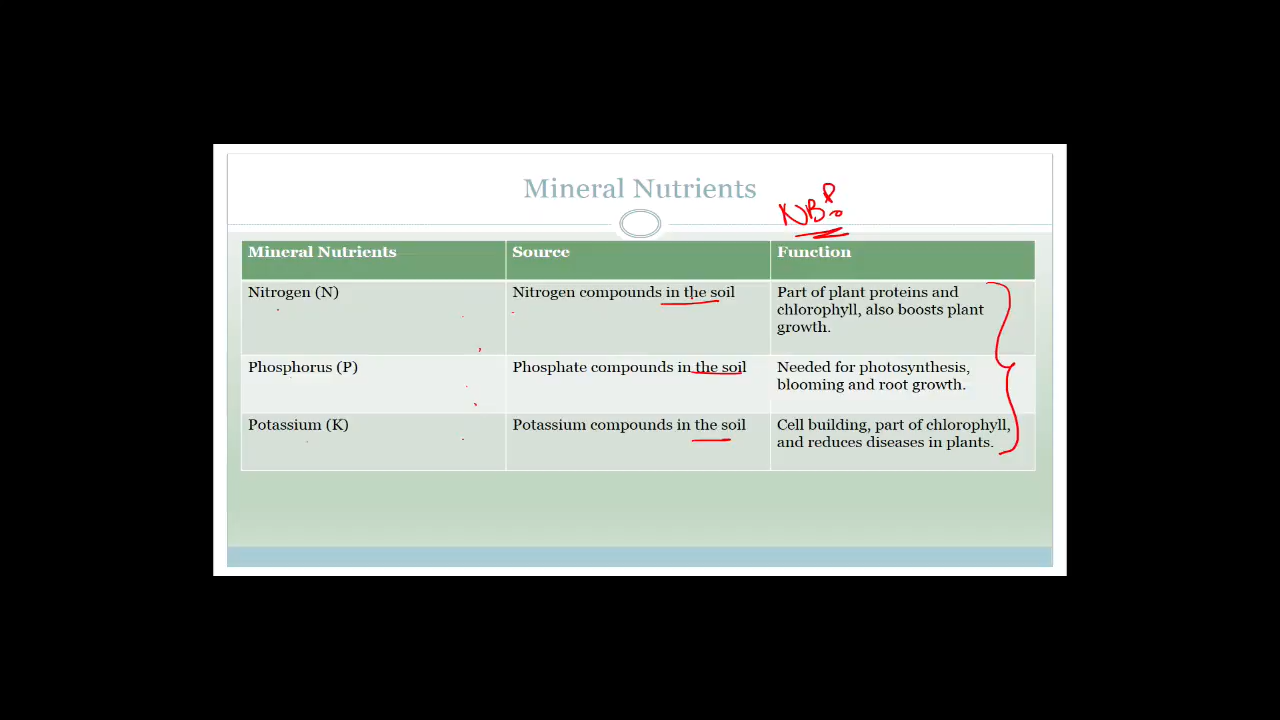 Mineral Nutrients
Mineral Nutrients Source Function
Nitrogen (N) Nitrogen compounds in the soil Part of plant proteins and
chlorophyll, also boosts plant
growth.
Phosphorus (P) Phosphate compounds in the soil Needed for photosynthesis,
blooming and root growth.
Potassium (K) Potassium compounds in the soil Cell building, part of chlorophyll,
and reduces diseases in plants.